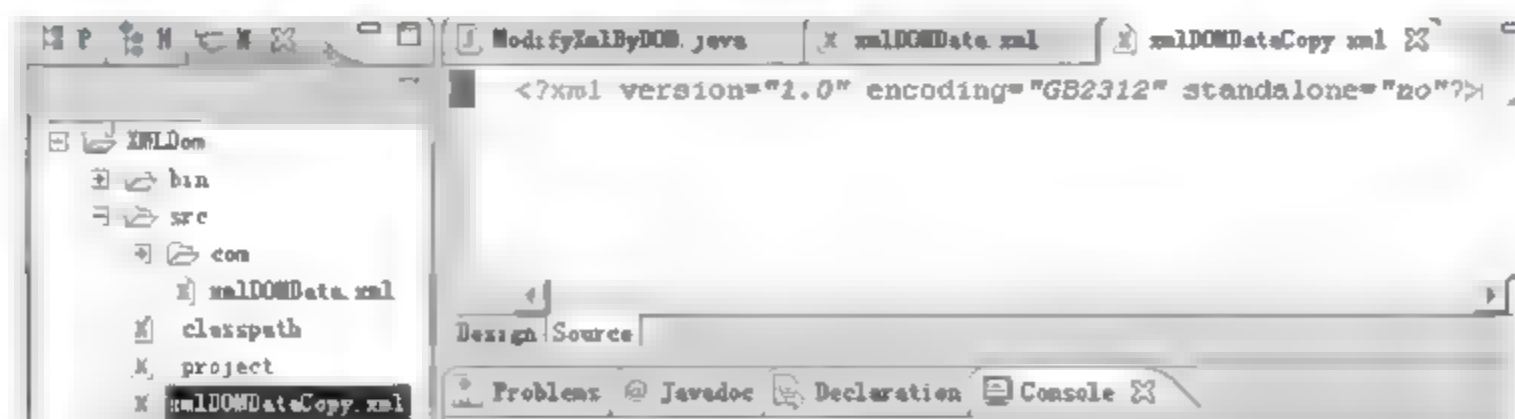 P H N ModifyXmlByDOM.java xmlDOMData.xml xmlDOMDataCopy.xml
<?xml version="1.0" encoding="GB2312" standalone="no"?>
XMLDom
bin
src
com
xmlDOMData.xml
classpath
project
xmlDOMDataCopy.xml
Design Source
Problems @ Javadoc Declaration Console